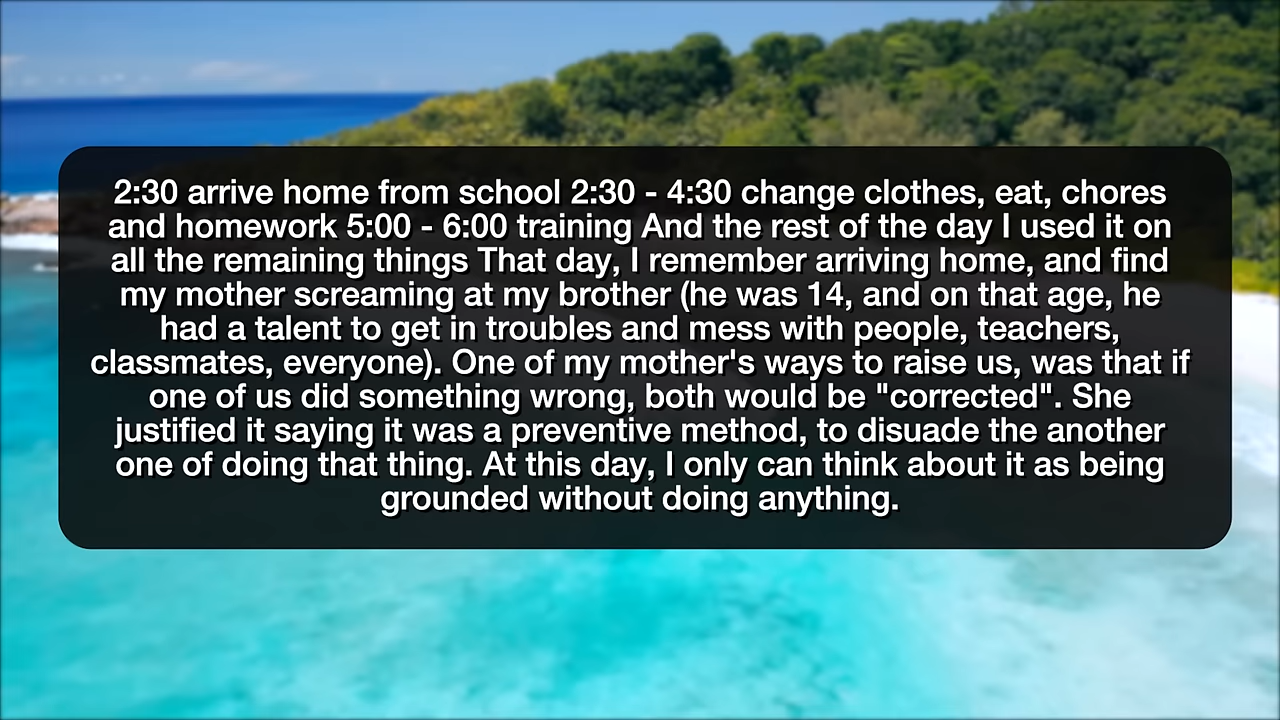 2:30 arrive home from school 2:30 - 4:30 change clothes, eat, chores
and homework 5:00 - 6:00 training And the rest of the day I used it on
all the remaining things That day, I remember arriving home, and find
my mother screaming at my brother (he was 14, and on that age, he
had a talent to get in troubles and mess with people, teachers,
classmates, everyone). One of my mother's ways to raise us, was that if
one of us did something wrong, both would be "corrected". She
justified it saying it was a preventive method, to disuade the another
one of doing that thing. At this day, I only can think about it as being
grounded without doing anything.